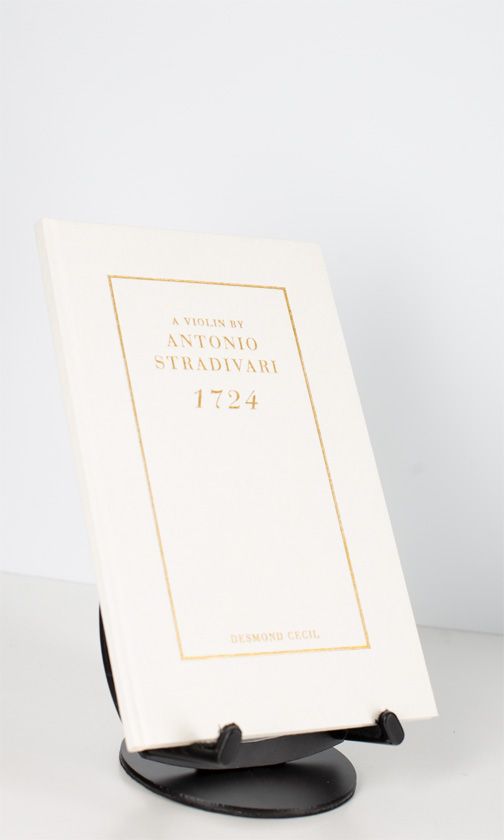 A VIOLIN BY
ANTONIO
STRADIVARI
1724
DESMOND CECIL